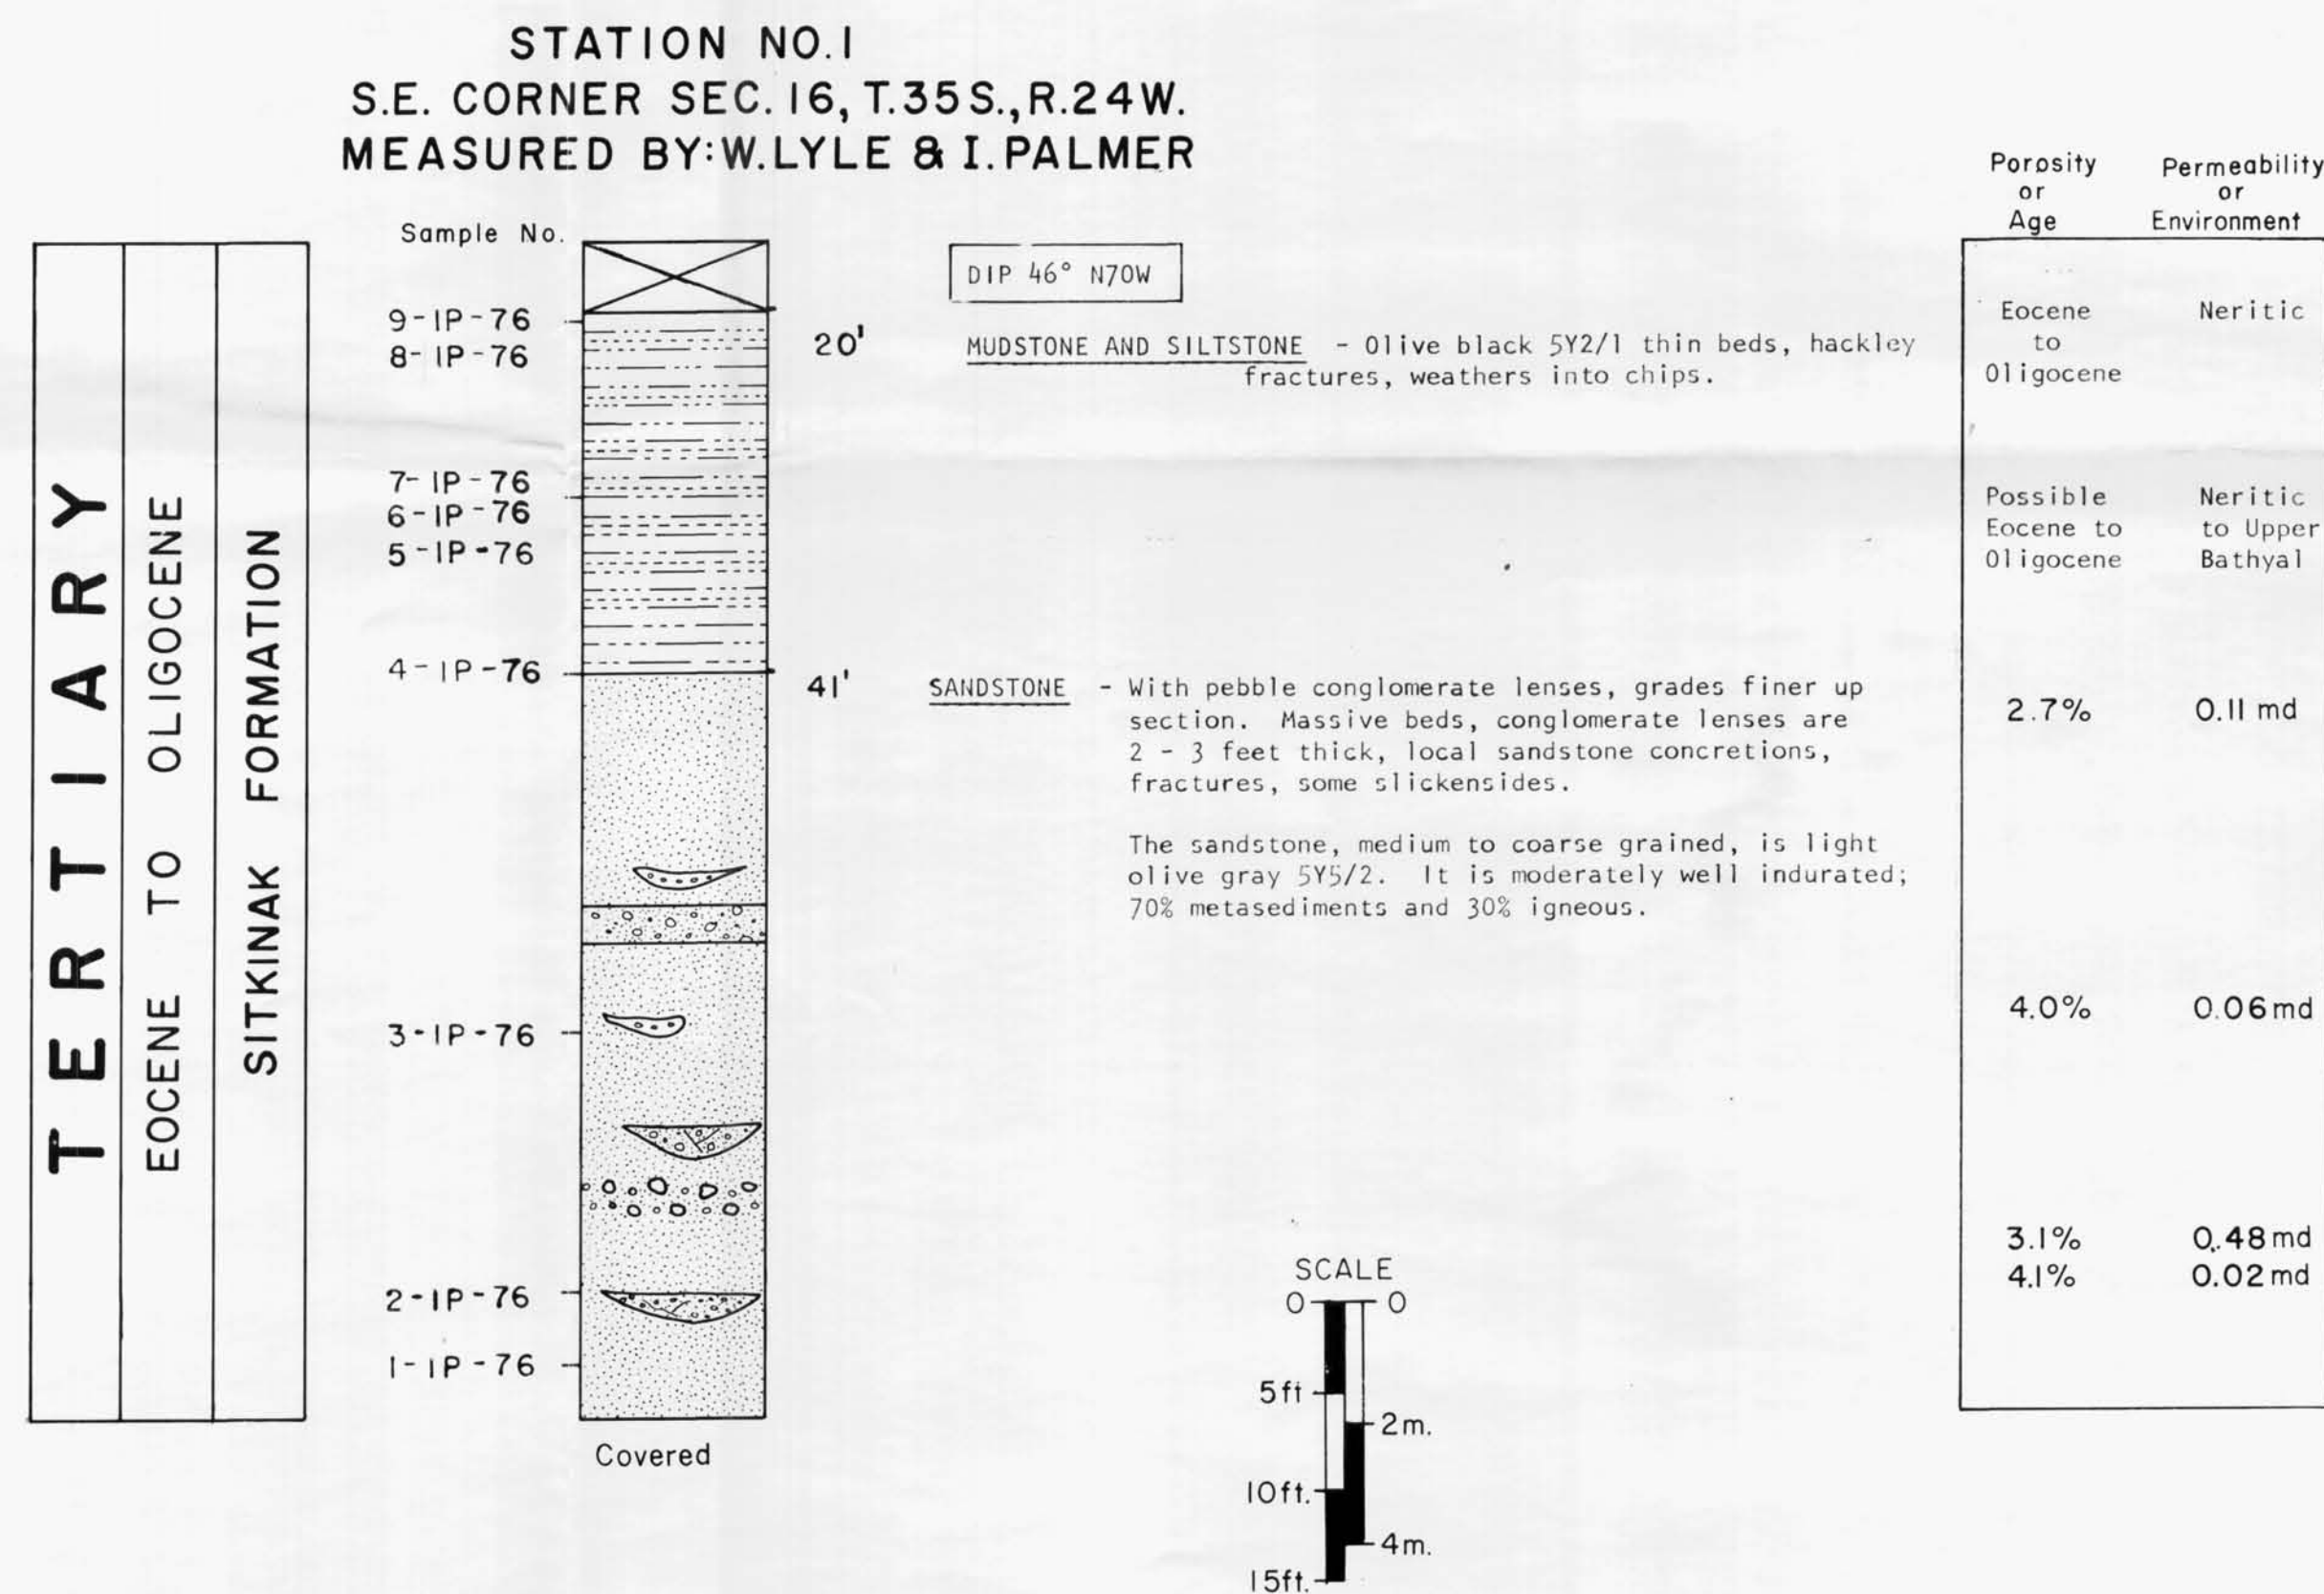 STATION NO. 1
S.E. CORNER SEC. 16, T.35S., R.24W.
MEASURED BY: W. LYLE & I. PALMER
Porosity
or
Age
Permeability
or
Environment
Sample No.
TERTIARY
EOCENE TO OLIGOCENE
SITKINAK FORMATION
9-IP-76
8-IP-76
7-IP-76
6-IP-76
5-IP-76
4-IP-76
3-IP-76
2-IP-76
1-IP-76
Covered
20'
41'
DIP 46° N70W
MUDSTONE AND SILTSTONE - Olive black 5Y2/1 thin beds, hackley
fractures, weathers into chips.
SANDSTONE - With pebble conglomerate lenses, grades finer up
section. Massive beds, conglomerate lenses are
2 - 3 feet thick, local sandstone concretions,
fractures, some slickensides.
The sandstone, medium to coarse grained, is light
olive gray 5Y5/2. It is moderately well indurated;
70% metasediments and 30% igneous.
SCALE
0 0
5ft
2m.
10ft.
4m.
15ft.
Eocene
to
Oligocene
Neritic
Possible
Eocene to
Oligocene
Neritic
to Upper
Bathyal
2.7% 0.11 md
4.0% 0.06 md
3.1% 0.48 md
4.1% 0.02 md